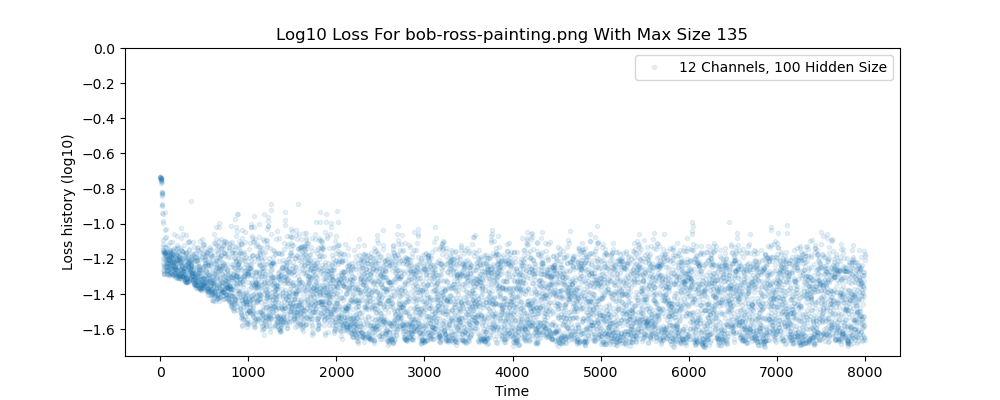 Log10 Loss For bob-ross-painting.png With Max Size 135
12 Channels, 100 Hidden Size
Loss history (log10)
0.0
−0.2
−0.4
−0.6
−0.8
−1.0
−1.2
−1.4
−1.6
0 1000 2000 3000 4000 5000 6000 7000 8000
Time